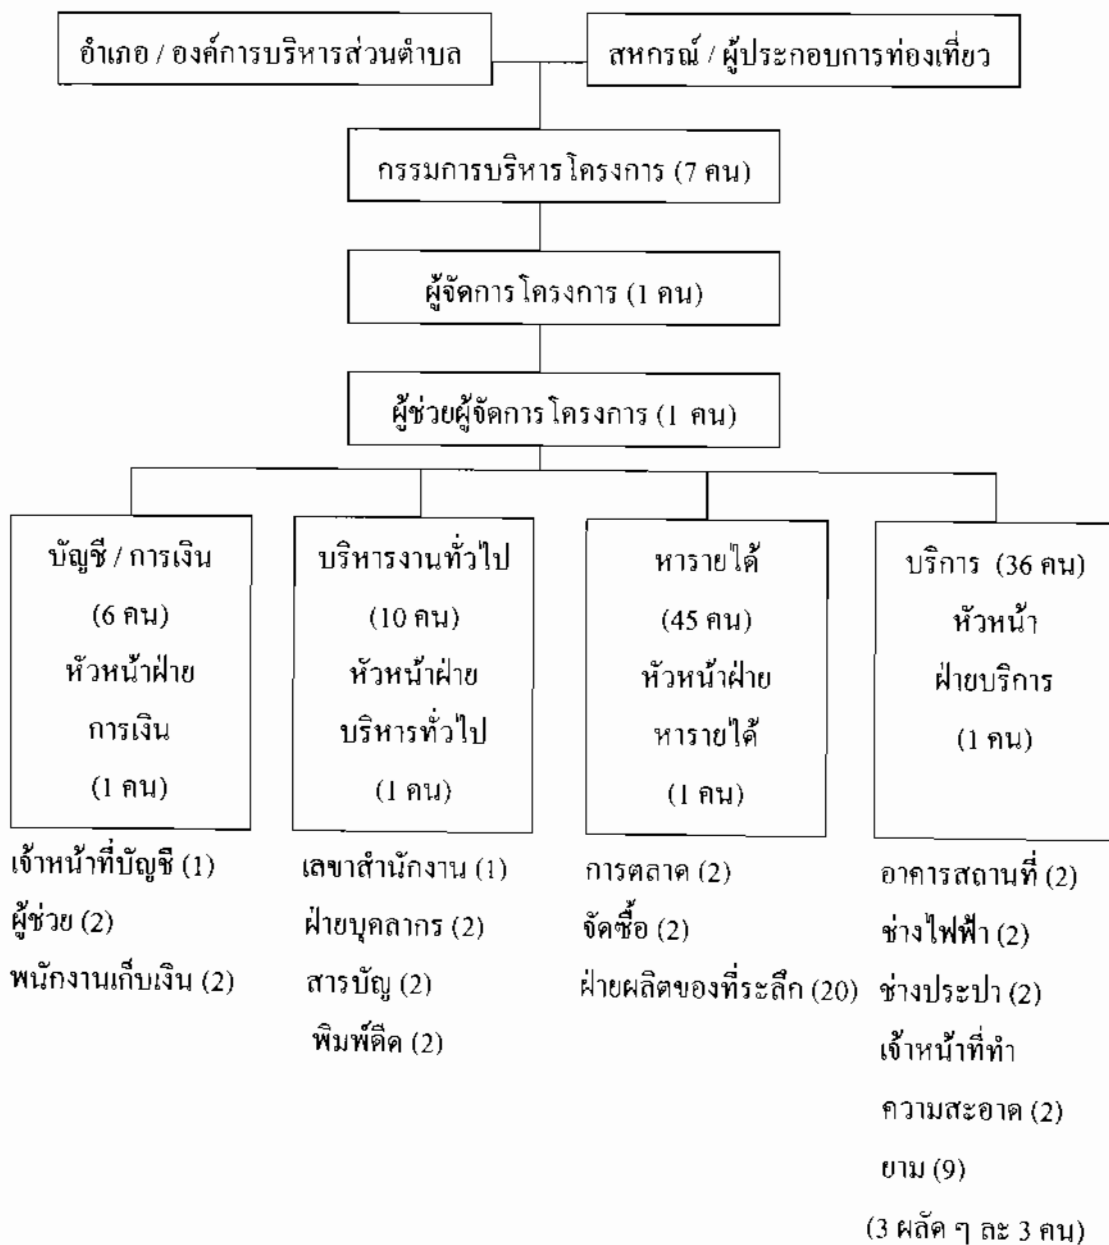 อำเภอ / องค์การบริหารส่วนตำบล
สหกรณ์ / ผู้ประกอบการท่องเที่ยว
กรรมการบริหารโครงการ (7 คน)
ผู้จัดการโครงการ (1 คน)
ผู้ช่วยผู้จัดการโครงการ (1 คน)
บัญชี / การเงิน
(6 คน)
หัวหน้าฝ่าย
การเงิน
(1 คน)
เจ้าหน้าที่บัญชี (1)
ผู้ช่วย (2)
พนักงานเก็บเงิน (2)
บริหารงานทั่วไป
(10 คน)
หัวหน้าฝ่าย
บริหารทั่วไป
(1 คน)
เลขาสำนักงาน (1)
ฝ่ายบุคลากร (2)
สารบัญ (2)
พิมพ์ดีด (2)
หารายได้
(45 คน)
หัวหน้าฝ่าย
หารายได้
(1 คน)
การตลาด (2)
จัดซื้อ (2)
ฝ่ายผลิตของที่ระลึก (20)
บริการ (36 คน)
หัวหน้า
ฝ่ายบริการ
(1 คน)
อาคารสถานที่ (2)
ช่างไฟฟ้า (2)
ช่างประปา (2)
เจ้าหน้าที่ทำ
ความสะอาด (2)
ยาม (9)
(3 ผลัด ๆ ละ 3 คน)